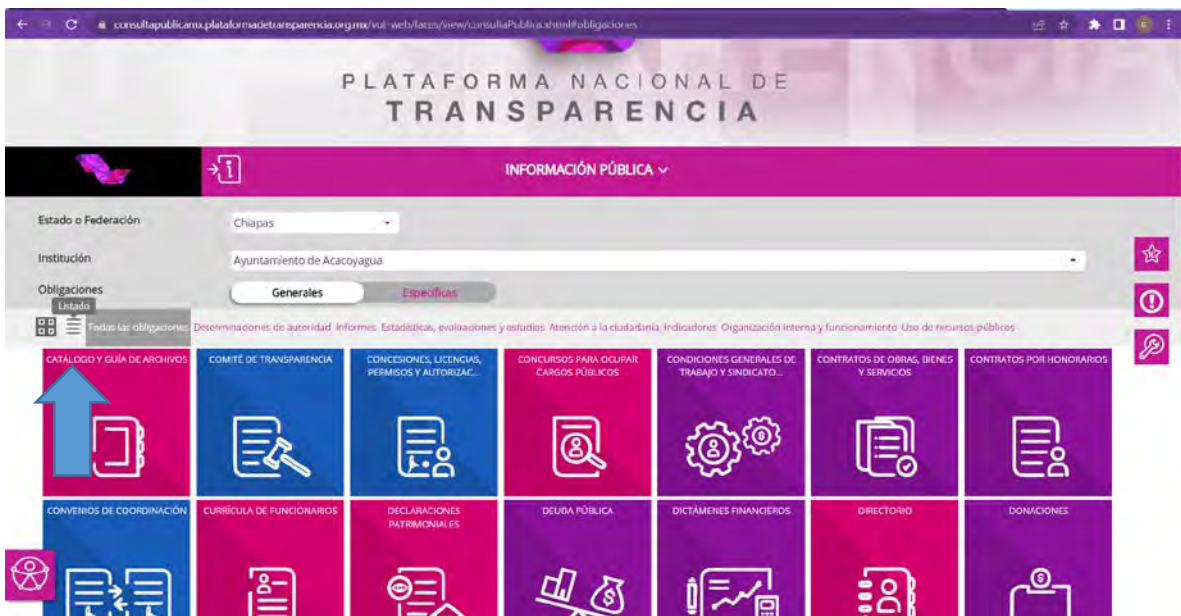 consultapublicamx.plataformadetransparencia.org.mx/vut-web/faces/view/consultaPublica.xhtml#obligaciones
PLATAFORMA NACIONAL DE
TRANSPARENCIA
INFORMACIÓN PÚBLICA
Estado o Federación
Chiapas
Institución
Ayuntamiento de Acacoyagua
Obligaciones
Generales
Específicas
Listado
Todas las obligaciones Determinaciones de autoridad Informes Estadísticas, evaluaciones y estudios Atención a la ciudadanía Indicadores Organización interna y funcionamiento Uso de recursos públicos
CATÁLOGO Y GUÍA DE ARCHIVOS
COMITÉ DE TRANSPARENCIA
CONCESIONES, LICENCIAS,
PERMISOS Y AUTORIZAC...
CONCURSOS PARA OCUPAR
CARGOS PÚBLICOS
CONDICIONES GENERALES DE
TRABAJO Y SINDICATO...
CONTRATOS DE OBRAS, BIENES
Y SERVICIOS
CONTRATOS POR HONORARIOS
CONVENIOS DE COORDINACIÓN
CURRÍCULA DE FUNCIONARIOS
DECLARACIONES
PATRIMONIALES
DEUDA PÚBLICA
DICTÁMENES FINANCIEROS
DIRECTORIO
DONACIONES